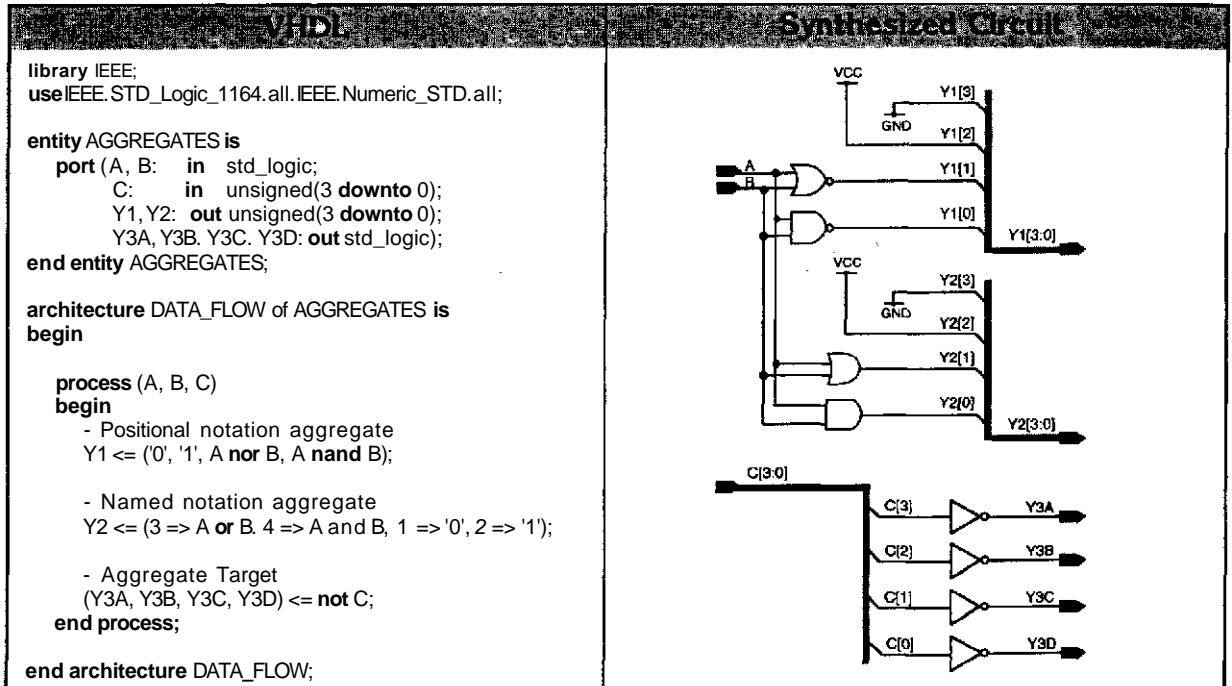 VHDL
library IEEE;
useIEEE.STD_Logic_1164.all.IEEE.Numeric_STD.all;
entity AGGREGATES is
port (A, B: in std_logic;
C: in unsigned(3 downto 0);
Y1, Y2: out unsigned(3 downto 0);
Y3A, Y3B. Y3C. Y3D: out std_logic);
end entity AGGREGATES;
architecture DATA_FLOW of AGGREGATES is
begin
process (A, B, C)
begin
- Positional notation aggregate
Y1 <= ('0', '1', A nor B, A nand B);
- Named notation aggregate
Y2 <= (3 => A or B. 4 => A and B, 1 => '0', 2 => '1');
- Aggregate Target
(Y3A, Y3B, Y3C, Y3D) <= not C;
end process;
end architecture DATA_FLOW;
Synthesized Circuit
VCC
Y1[3]
GND
Y1[2]
A
Y1[1]
B
Y1[0]
Y1[3:0]
VCC
Y2[3]
GND
Y2[2]
Y2[1]
Y2[0]
Y2[3:0]
C[3:0]
C[3]
Y3A
C[2]
Y3B
C[1]
Y3C
C[0]
Y3D